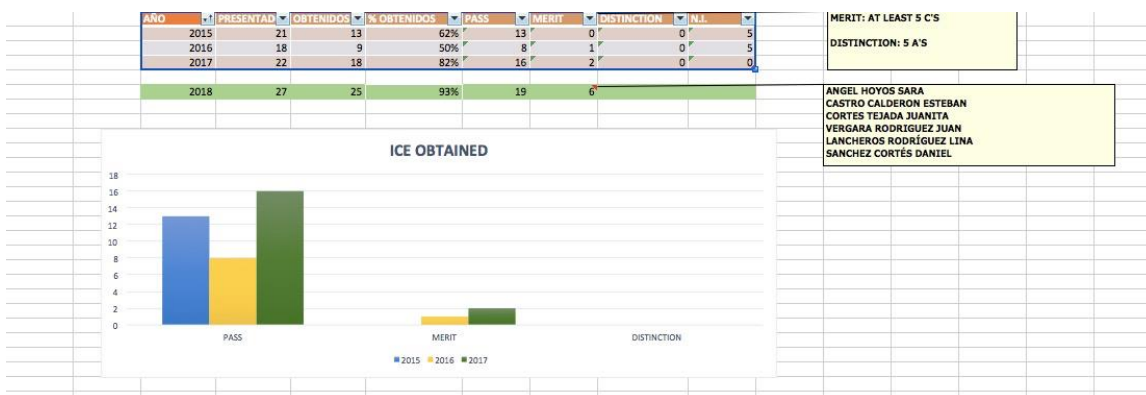 AÑO PRESENTAD OBTENIDOS % OBTENIDOS PASS MERIT DISTINCTION N.I.
2015 21 13 62% 13 0 0 5
2016 18 9 50% 8 1 0 5
2017 22 18 82% 16 2 0 0
2018 27 25 93% 19 6
MERIT: AT LEAST 5 C'S
DISTINCTION: 5 A'S
ANGEL HOYOS SARA
CASTRO CALDERON ESTEBAN
CORTES TEJADA JUANITA
VERGARA RODRIGUEZ JUAN
LANCHEROS RODRÍGUEZ LINA
SANCHEZ CORTÉS DANIEL
ICE OBTAINED
18
16
14
12
10
8
6
4
2
0
PASS MERIT DISTINCTION
2015 2016 2017